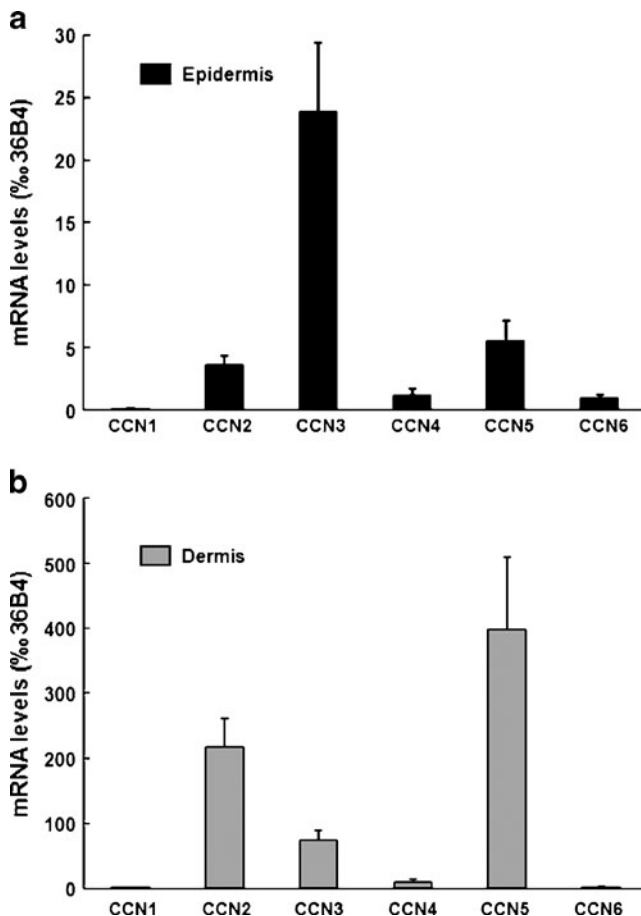 a
mRNA levels (‰ 36B4)
30
25
20
15
10
5
0
Epidermis
CCN1 CCN2 CCN3 CCN4 CCN5 CCN6
b
mRNA levels (‰ 36B4)
600
500
400
300
200
100
0
Dermis
CCN1 CCN2 CCN3 CCN4 CCN5 CCN6